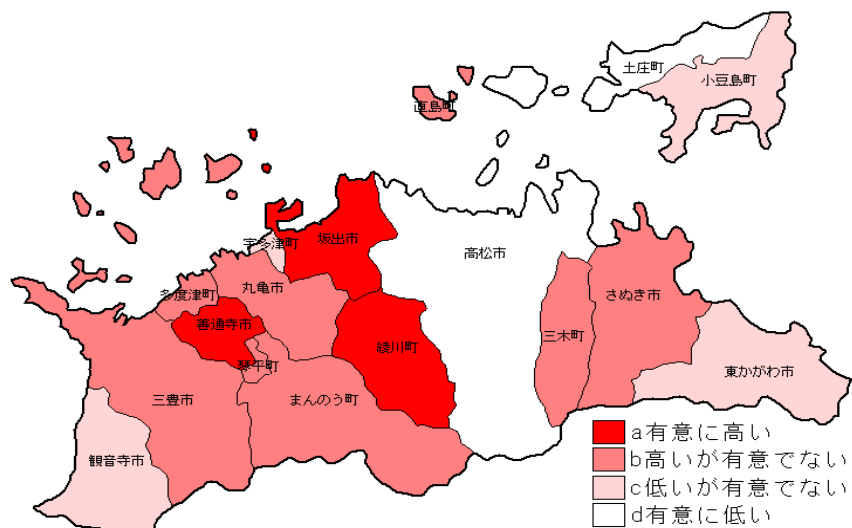 土庄町
小豆島町
直島町
宇多津町
坂出市
高松市
多度津町
丸亀市
さぬき市
善通寺市
綾川町
三木町
琴平町
東かがわ市
三豊市
まんのう町
観音寺市
a有意に高い
b高いが有意でない
c低いが有意でない
d有意に低い